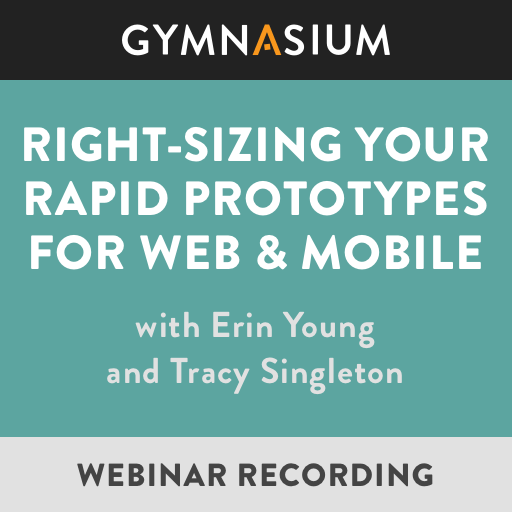 GYMNASIUM
RIGHT-SIZING YOUR
RAPID PROTOTYPES
FOR WEB & MOBILE
with Erin Young
and Tracy Singleton
WEBINAR RECORDING